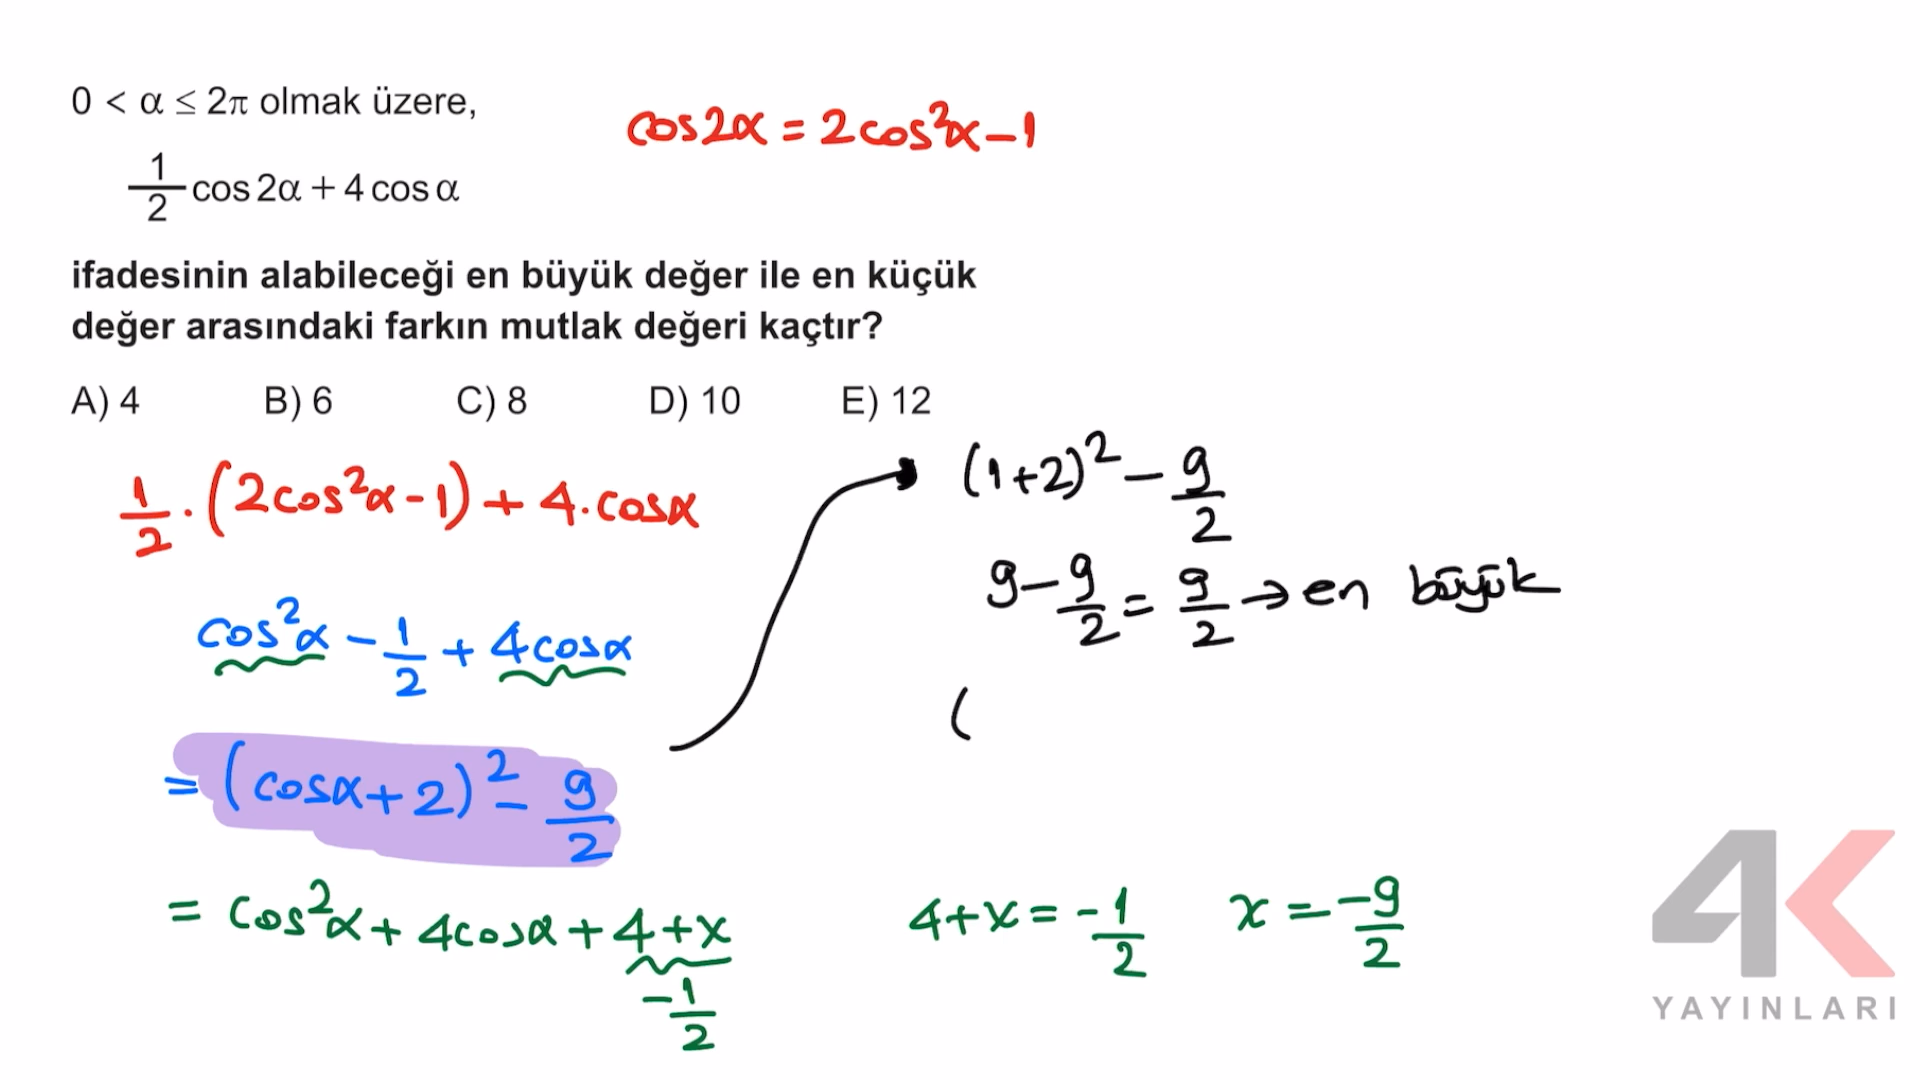 0 < α ≤ 2π olmak üzere,
1/2 cos 2α + 4 cos α
cos2α = 2cos²α - 1
ifadesinin alabileceği en büyük değer ile en küçük
değer arasındaki farkın mutlak değeri kaçtır?
A) 4 B) 6 C) 8 D) 10 E) 12
1/2 . (2cos²α - 1) + 4.cosα
cos²α - 1/2 + 4cosα
= (cosα + 2)² - 9/2
= cos²α + 4cosα + 4 + x
-1/2
(1+2)² - 9/2
9 - 9/2 = 9/2 → en büyük
(
4 + x = -1/2 x = -9/2
4K
YAYINLARI